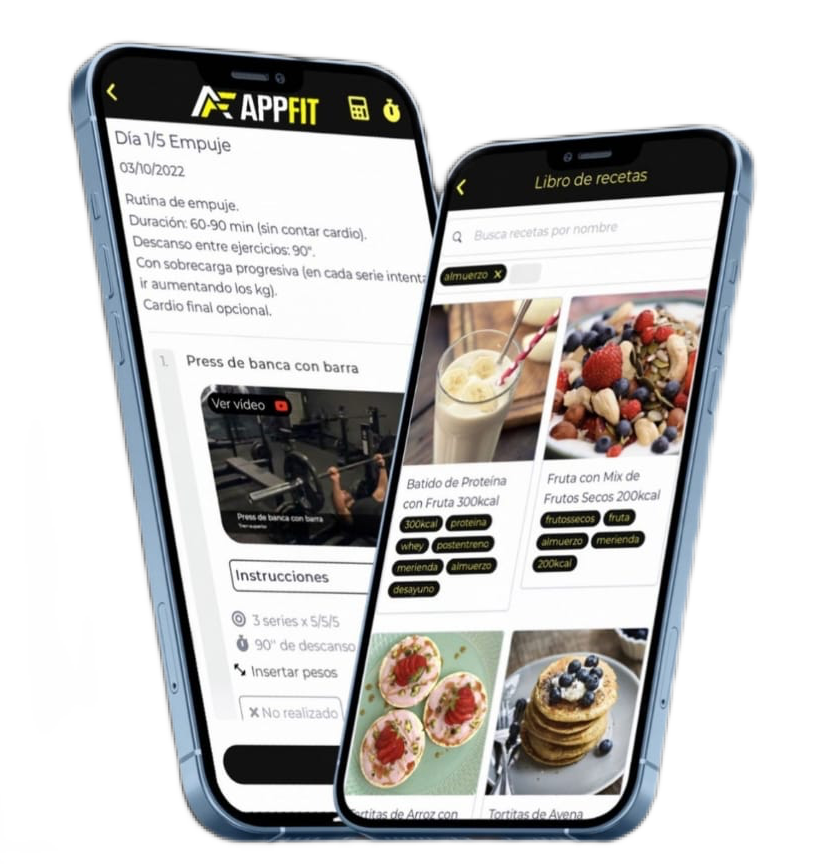 APPFIT
Día 1/5 Empuje
03/10/2022
Rutina de empuje.
Duración: 60-90 min (sin contar cardio).
Descanso entre ejercicios: 90".
Con sobrecarga progresiva (en cada serie intenta
ir aumentando los kg).
Cardio final opcional.
1. Press de banca con barra
Ver vídeo
Press de banca con barra
Instrucciones
3 series x 5/5/5
90" de descanso
Insertar pesos
X No realizado
Libro de recetas
Busca recetas por nombre
almuerzo X
Batido de Proteína
con Fruta 300kcal
300kcal proteina
whey postentreno
merienda almuerzo
desayuno
Fruta con Mix de
Frutos Secos 200kcal
frutossecos fruta
almuerzo merienda
200kcal
Tortitas de Arroz con
Tortitas de Avena